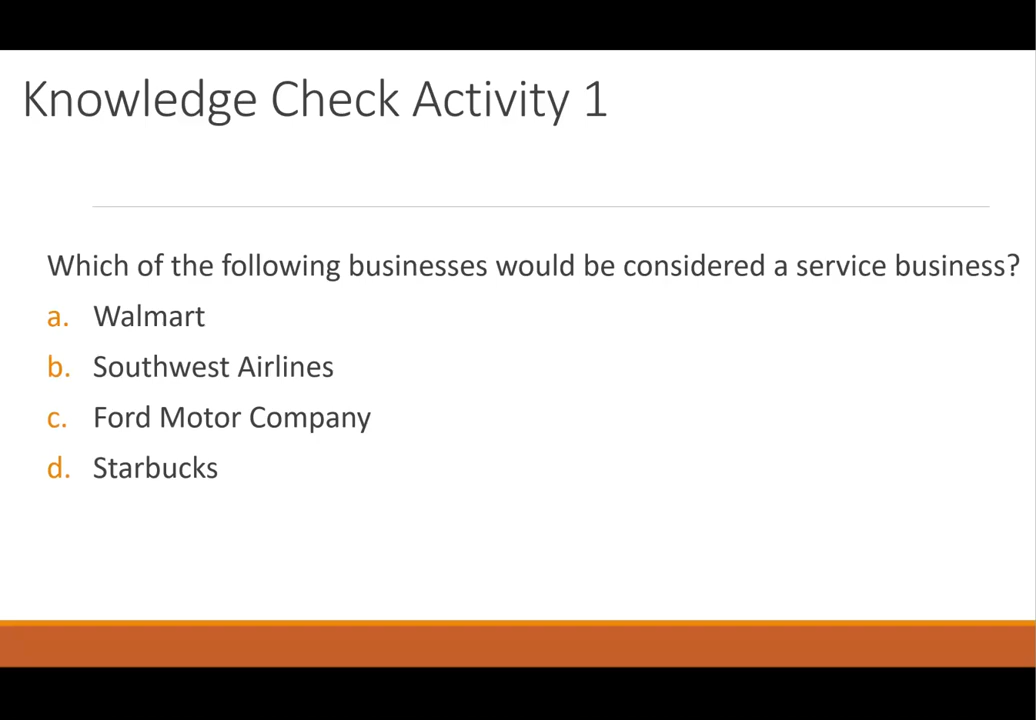 Knowledge Check Activity 1
Which of the following businesses would be considered a service business?
a. Walmart
b. Southwest Airlines
c. Ford Motor Company
d. Starbucks